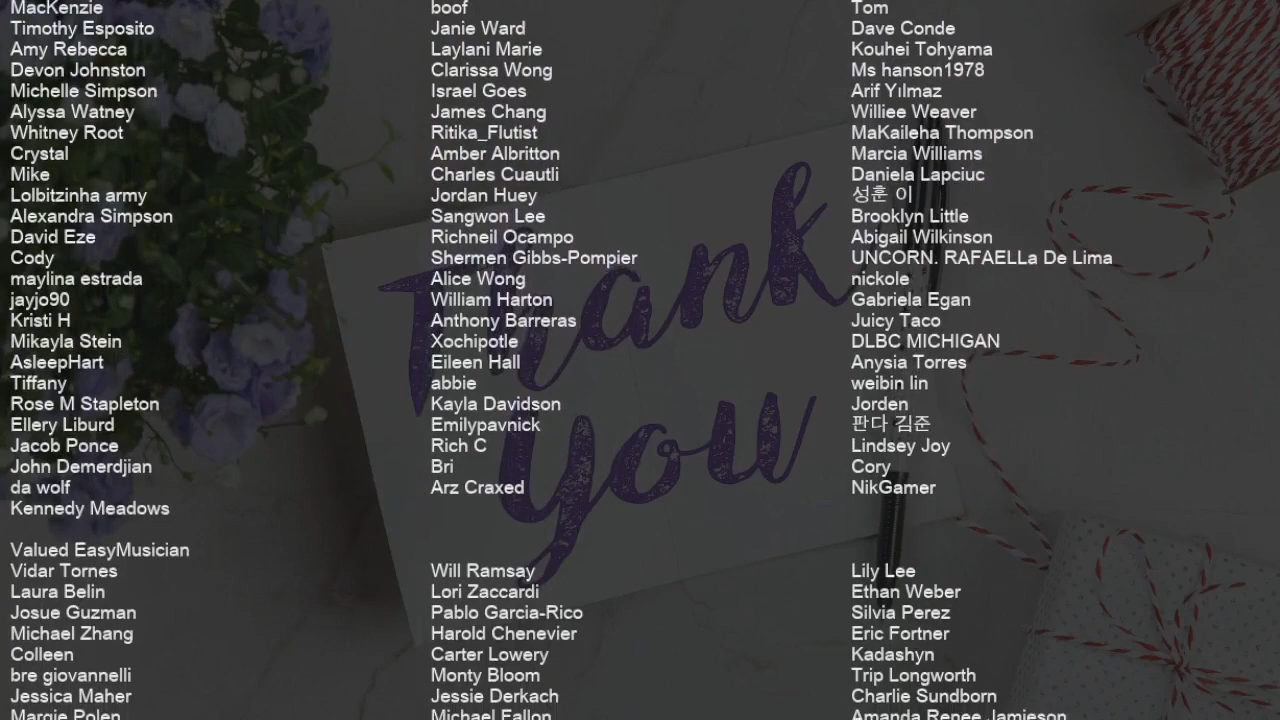 MacKenzie
Timothy Esposito
Amy Rebecca
Devon Johnston
Michelle Simpson
Alyssa Watney
Whitney Root
Crystal
Mike
Lolbitzinha army
Alexandra Simpson
David Eze
Cody
maylina estrada
jayjo90
Kristi H
Mikayla Stein
AsleepHart
Tiffany
Rose M Stapleton
Ellery Liburd
Jacob Ponce
John Demerdjian
da wolf
Kennedy Meadows
boof
Janie Ward
Laylani Marie
Clarissa Wong
Israel Goes
James Chang
Ritika_Flutist
Amber Albritton
Charles Cuautli
Jordan Huey
Sangwon Lee
Richneil Ocampo
Shermen Gibbs-Pompier
Alice Wong
William Harton
Anthony Barreras
Xochipotle
Eileen Hall
abbie
Kayla Davidson
Emilypavnick
Rich C
Bri
Arz Craxed
Tom
Dave Conde
Kouhei Tohyama
Ms hanson1978
Arif Yılmaz
Williee Weaver
MaKaileha Thompson
Marcia Williams
Daniela Lapciuc
성훈 이
Brooklyn Little
Abigail Wilkinson
UNCORN. RAFAELLa De Lima
nickole
Gabriela Egan
Juicy Taco
DLBC MICHIGAN
Anysia Torres
weibin lin
Jorden
판다 김준
Lindsey Joy
Cory
NikGamer
Valued EasyMusician
Vidar Tornes
Laura Belin
Josue Guzman
Michael Zhang
Colleen
bre giovannelli
Jessica Maher
Margie Polen
Will Ramsay
Lori Zaccardi
Pablo Garcia-Rico
Harold Chenevier
Carter Lowery
Monty Bloom
Jessie Derkach
Michael Fallon
Lily Lee
Ethan Weber
Silvia Perez
Eric Fortner
Kadashyn
Trip Longworth
Charlie Sundborn
Amanda Renee Jamieson
Thank
you